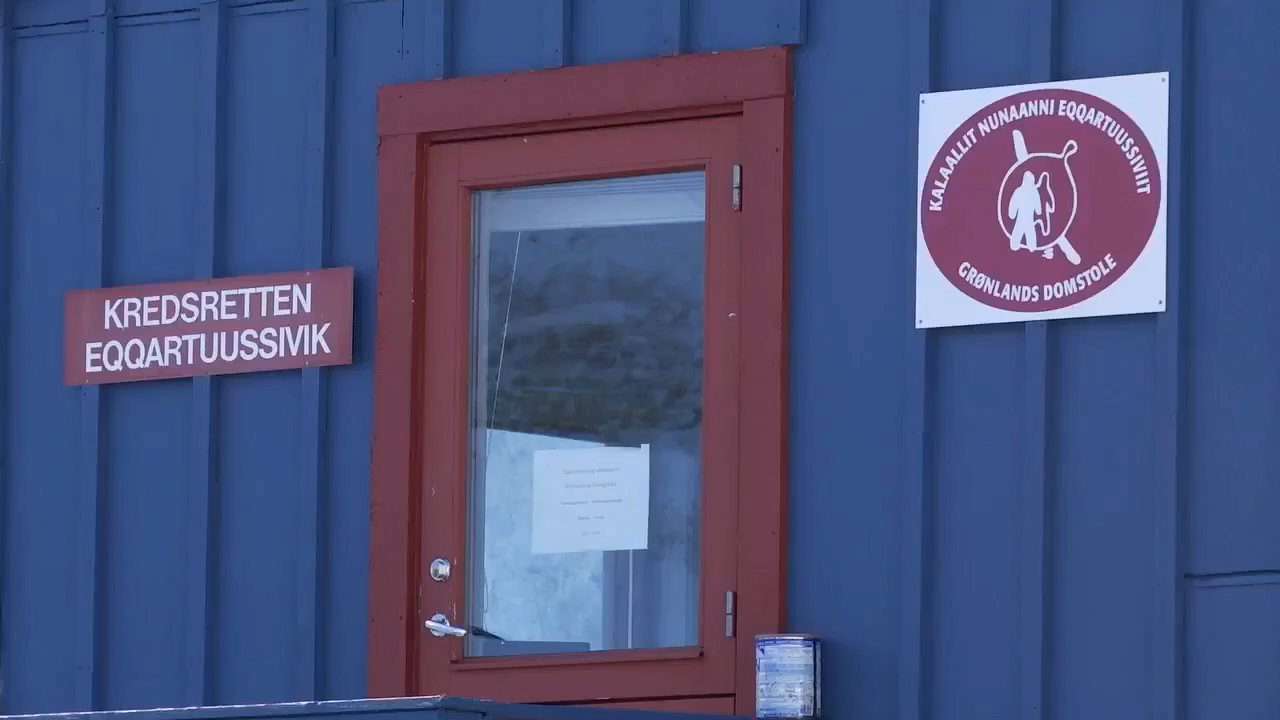 KREDSRETTEN
EQQARTUUSSIVIK
KALAALLIT NUNAANNI EQQARTUUSSIVIIT
GRØNLANDS DOMSTOLE